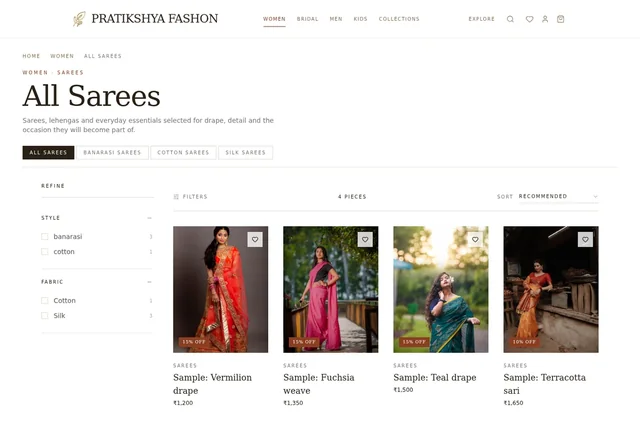 PRATIKSHYA FASHON
WOMEN BRIDAL MEN KIDS COLLECTIONS EXPLORE
HOME WOMEN ALL SAREES
WOMEN · SAREES
All Sarees
Sarees, lehengas and everyday essentials selected for drape, detail and the
occasion they will become part of.
ALL SAREES BANARASI SAREES COTTON SAREES SILK SAREES
REFINE
FILTERS 4 PIECES SORT RECOMMENDED
STYLE
banarasi
cotton
FABRIC
Cotton
Silk
15% OFF 15% OFF 15% OFF 10% OFF
SAREES SAREES SAREES SAREES
Sample: Vermilion drape
₹1,200
Sample: Fuchsia weave
₹1,350
Sample: Teal drape
₹1,500
Sample: Terracotta sari
₹1,650